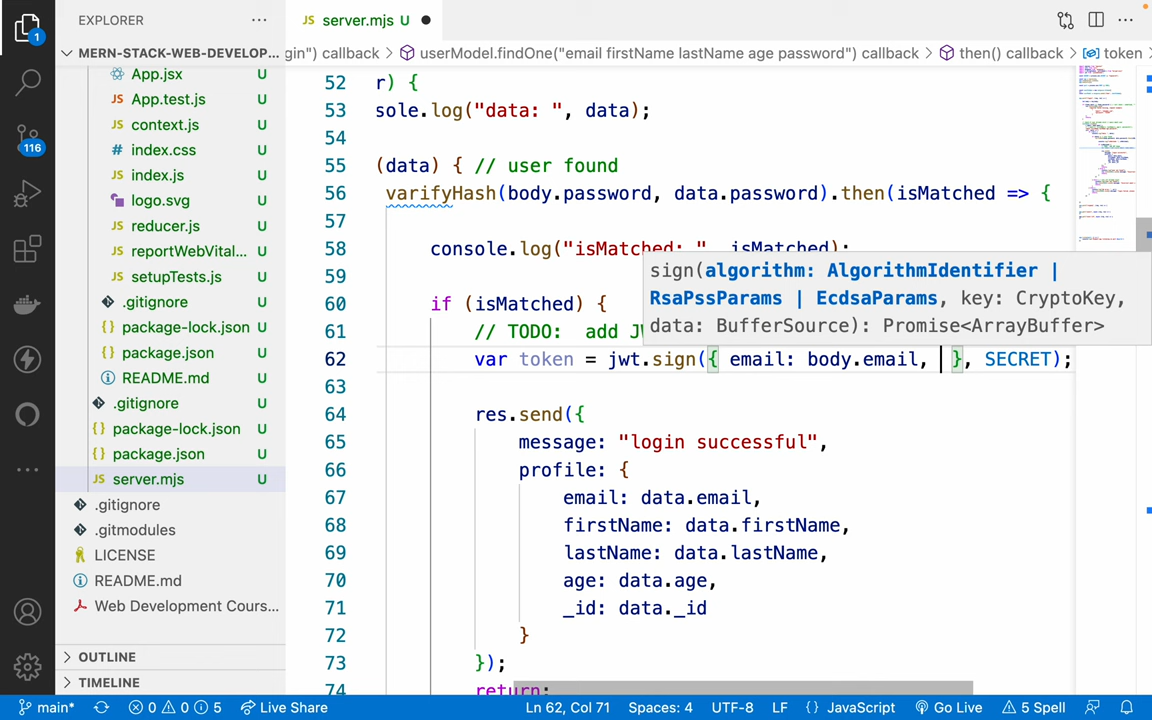 EXPLORER
MERN-STACK-WEB-DEVELOP...
App.jsx U
JS App.test.js U
JS context.js U
# index.css U
JS index.js U
logo.svg U
JS reducer.js U
JS reportWebVital... U
JS setupTests.js U
.gitignore U
{} package-lock.json U
{} package.json U
README.md U
.gitignore U
{} package-lock.json U
{} package.json U
JS server.mjs U
.gitignore
.gitmodules
LICENSE
README.md
Web Development Cours...
OUTLINE
TIMELINE
1
116
JS server.mjs U
gin") callback > userModel.findOne("email firstName lastName age password") callback > then() callback > token
52 r) {
53 sole.log("data: ", data);
54
55 (data) { // user found
56 varifyHash(body.password, data.password).then(isMatched => {
57
58 console.log("isMatched: ", isMatched);
59
60 if (isMatched) {
61 // TODO: add JW
62 var token = jwt.sign({ email: body.email, }, SECRET);
63
64 res.send({
65 message: "login successful",
66 profile: {
67 email: data.email,
68 firstName: data.firstName,
69 lastName: data.lastName,
70 age: data.age,
71 _id: data._id
72 }
73 });
74 return;
sign(algorithm: AlgorithmIdentifier |
RsaPssParams | EcdsaParams, key: CryptoKey,
data: BufferSource): Promise<ArrayBuffer>
main* 0 0 5 Live Share Ln 62, Col 71 Spaces: 4 UTF-8 LF {} JavaScript Go Live 5 Spell